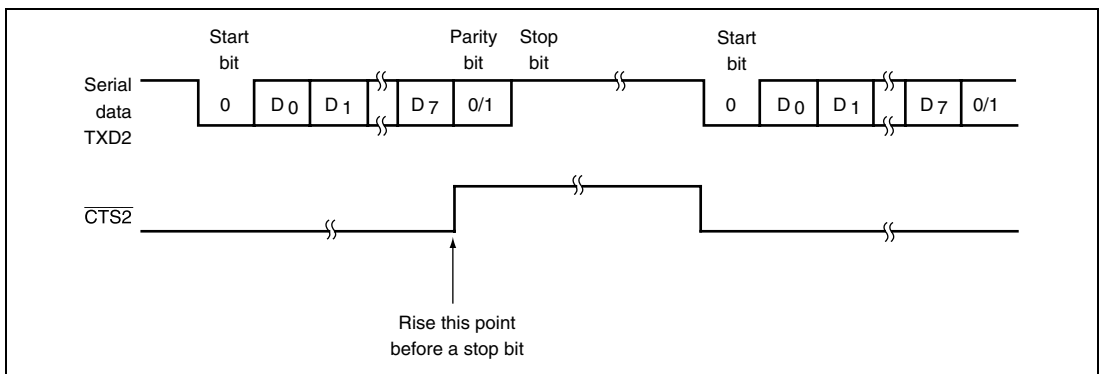 Start bit
Parity bit
Stop bit
Start bit
Serial data TXD2
0 D0 D1 D7 0/1 0 D0 D1 D7 0/1
CTS2
Rise this point
before a stop bit